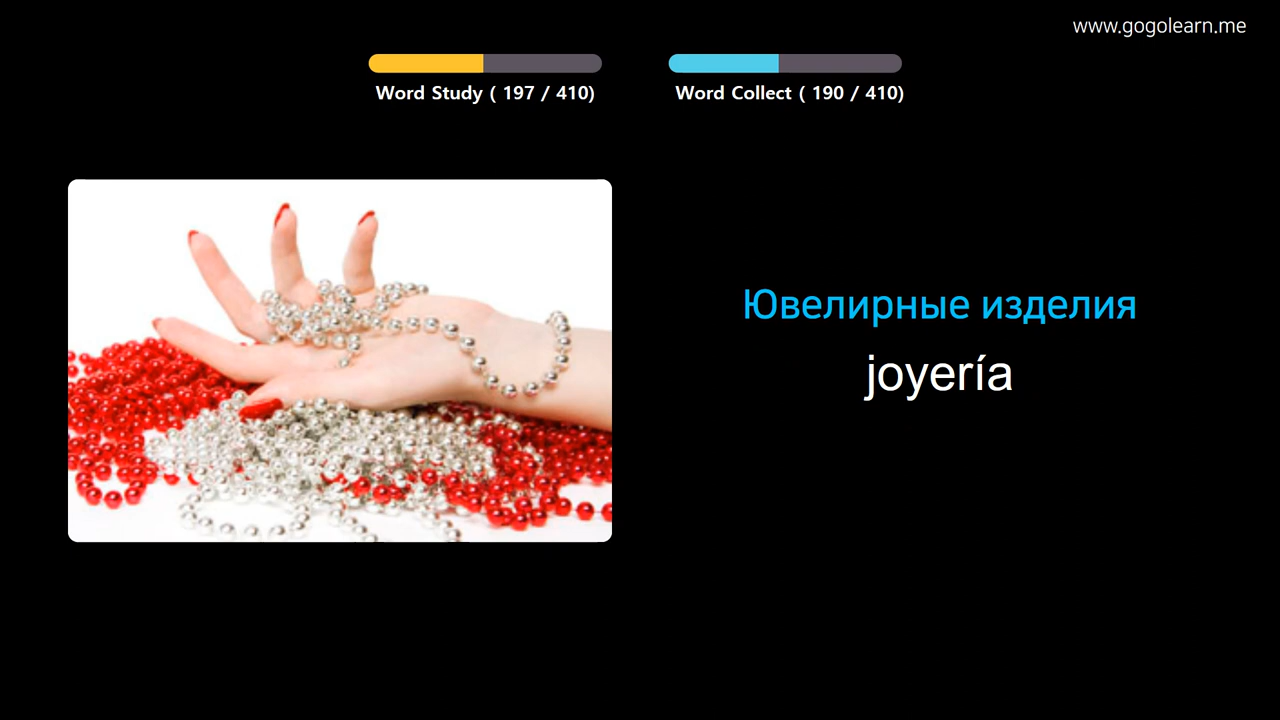 www.gogolearn.me
Word Study ( 197 / 410)
Word Collect ( 190 / 410)
Ювелирные изделия
joyería